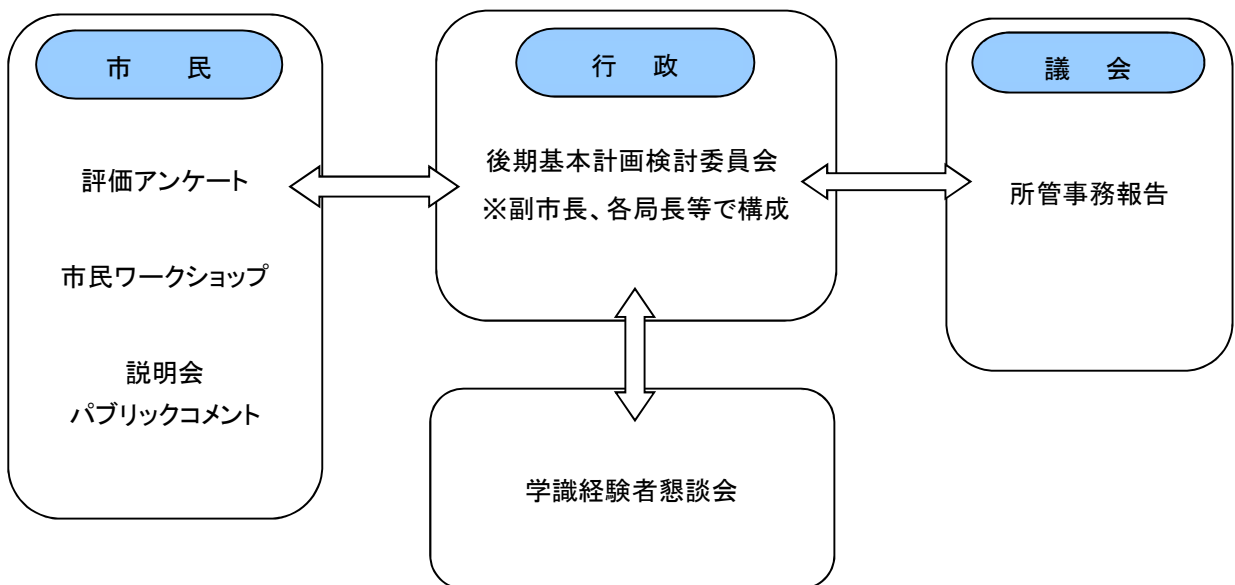 市　民
評価アンケート
市民ワークショップ
説明会
パブリックコメント
行　政
後期基本計画検討委員会
※副市長、各局長等で構成
議　会
所管事務報告
学識経験者懇談会